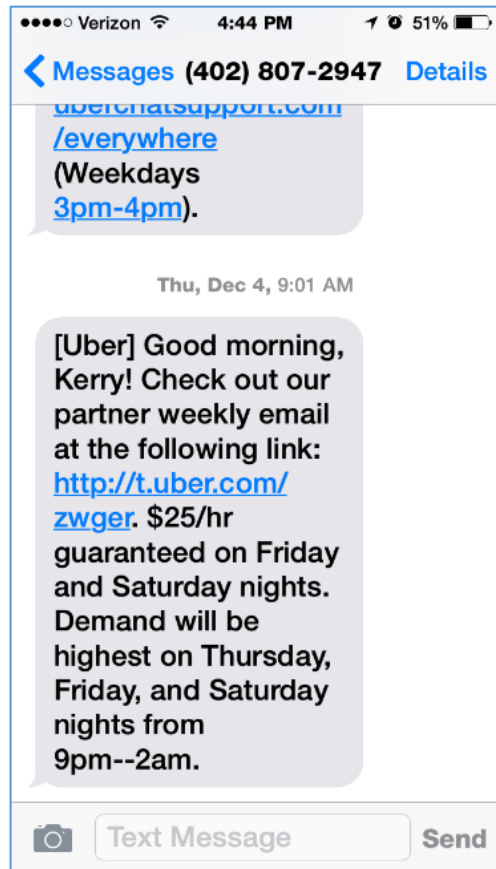 Verizon 4:44 PM 51%
Messages (402) 807-2947 Details
uberchatsupport.com
/everywhere
(Weekdays
3pm-4pm).
Thu, Dec 4, 9:01 AM
[Uber] Good morning,
Kerry! Check out our
partner weekly email
at the following link:
http://t.uber.com/
zwger. $25/hr
guaranteed on Friday
and Saturday nights.
Demand will be
highest on Thursday,
Friday, and Saturday
nights from
9pm--2am.
Text Message Send